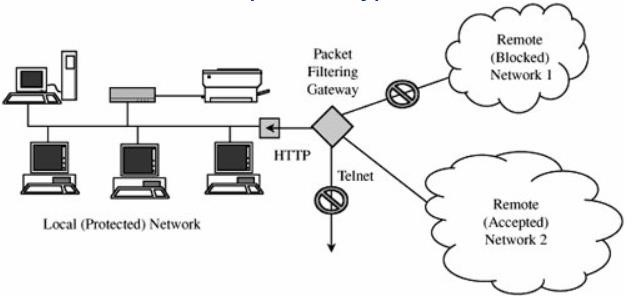 Packet
Filtering
Gateway
Remote
(Blocked)
Network 1
HTTP
Telnet
Local (Protected) Network
Remote
(Accepted)
Network 2